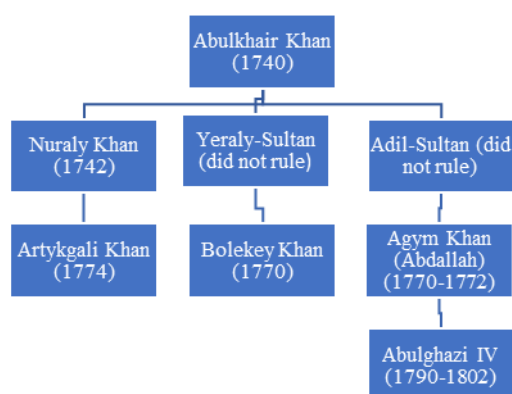 Abulkhair Khan
(1740)
Nuraly Khan
(1742)
Yeraly-Sultan
(did not rule)
Adil-Sultan (did
not rule)
Artykgali Khan
(1774)
Bolekey Khan
(1770)
Agym Khan
(Abdallah)
(1770-1772)
Abulghazi IV
(1790-1802)